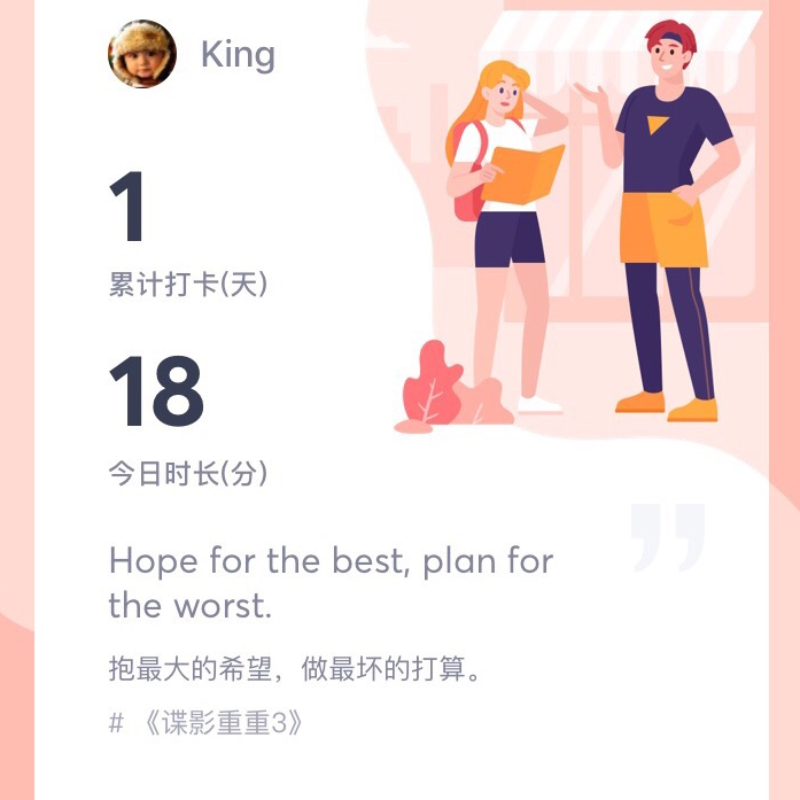 King
1
累计打卡(天)
18
今日时长(分)
Hope for the best, plan for
the worst.
抱最大的希望，做最坏的打算。
# 《谍影重重3》